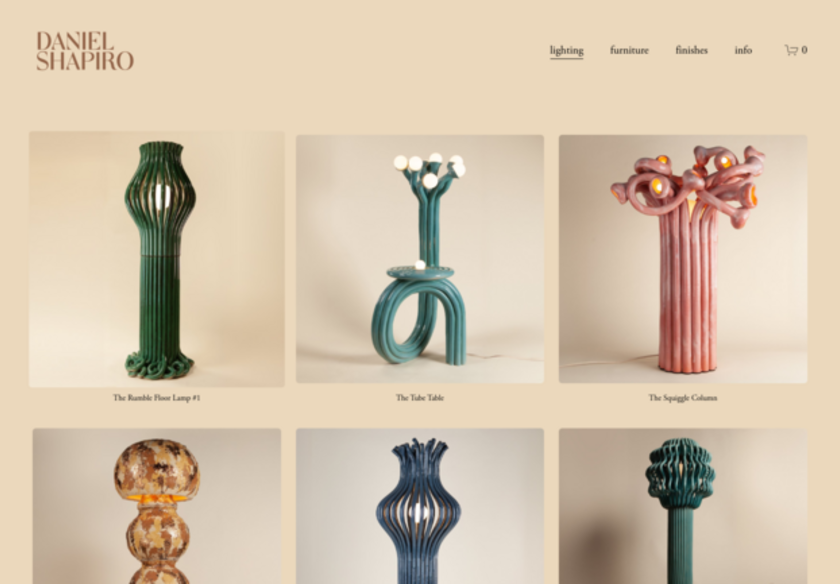 DANIEL
SHAPIRO
lighting
furniture
finishes
info
0
The Rumble Floor Lamp #1
The Tube Table
The Squiggle Column